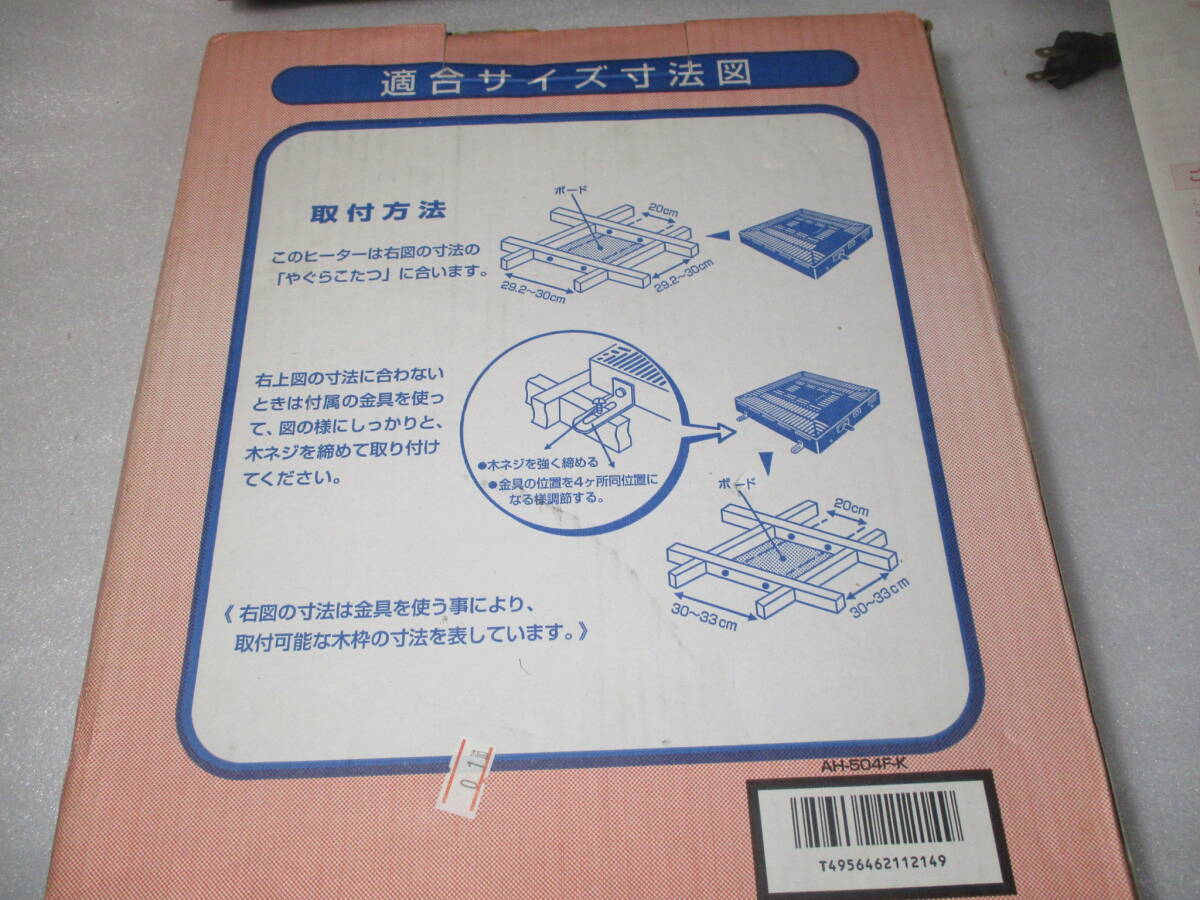 適合サイズ寸法図
取付方法
このヒーターは右図の寸法の
「やぐらこたつ」に合います。
ボード
20cm
29.2~30cm
29.2~30cm
右上図の寸法に合わない
ときは付属の金具を使っ
て、図の様にしっかりと、
木ネジを締めて取り付け
てください。
●木ネジを強く締める
●金具の位置を4ヶ所同位置に
なる様調節する。
ボード
20cm
30~33cm
30~33cm
《右図の寸法は金具を使う事により、
取付可能な木枠の寸法を表しています。》
AH-504F-K
T4956462112149